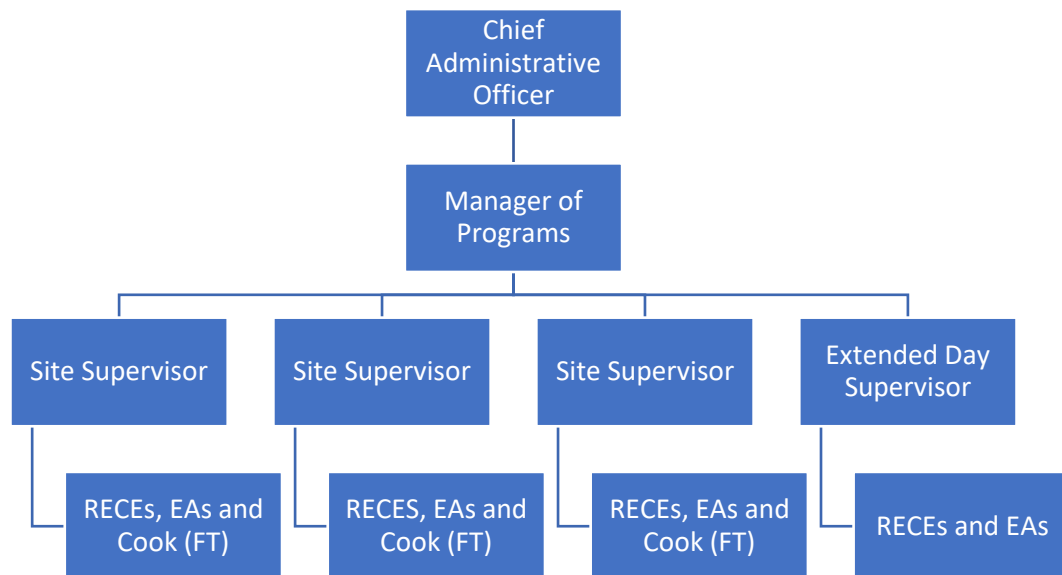 Chief
Administrative
Officer
Manager of
Programs
Site Supervisor
Site Supervisor
Site Supervisor
Extended Day
Supervisor
RECEs, EAs and
Cook (FT)
RECES, EAs and
Cook (FT)
RECEs, EAs and
Cook (FT)
RECEs and EAs